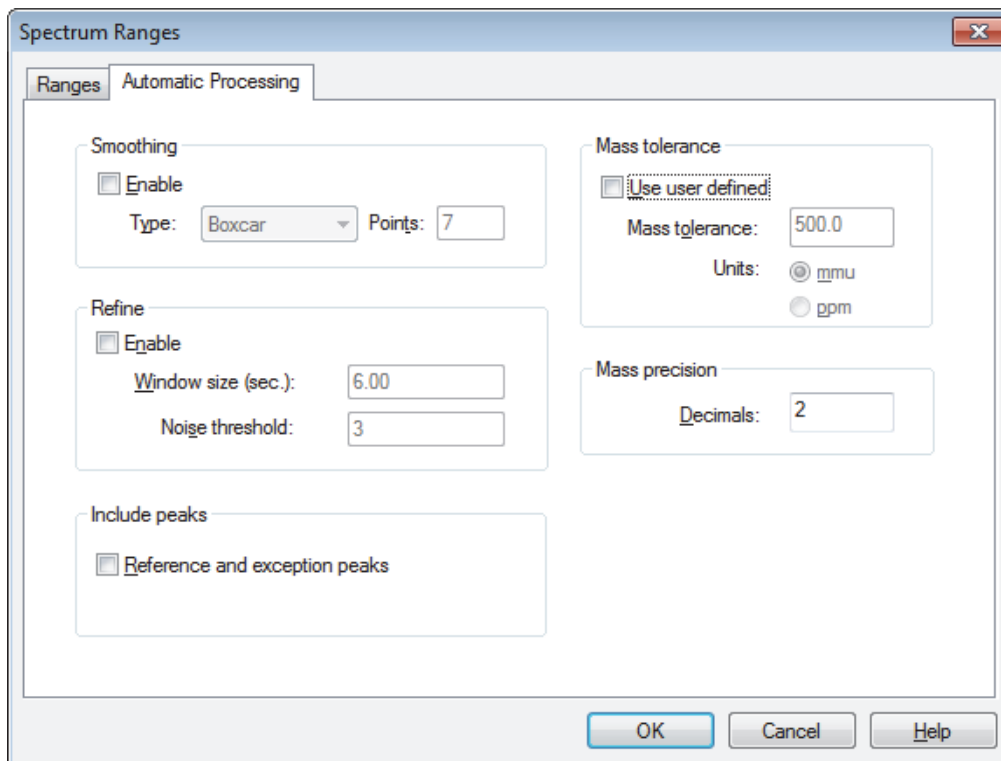 Spectrum Ranges
Ranges
Automatic Processing
Smoothing
Enable
Type: Boxcar Points: 7
Refine
Enable
Window size (sec.): 6.00
Noise threshold: 3
Include peaks
Reference and exception peaks
Mass tolerance
Use user defined
Mass tolerance: 500.0
Units: mmu
ppm
Mass precision
Decimals: 2
OK Cancel Help